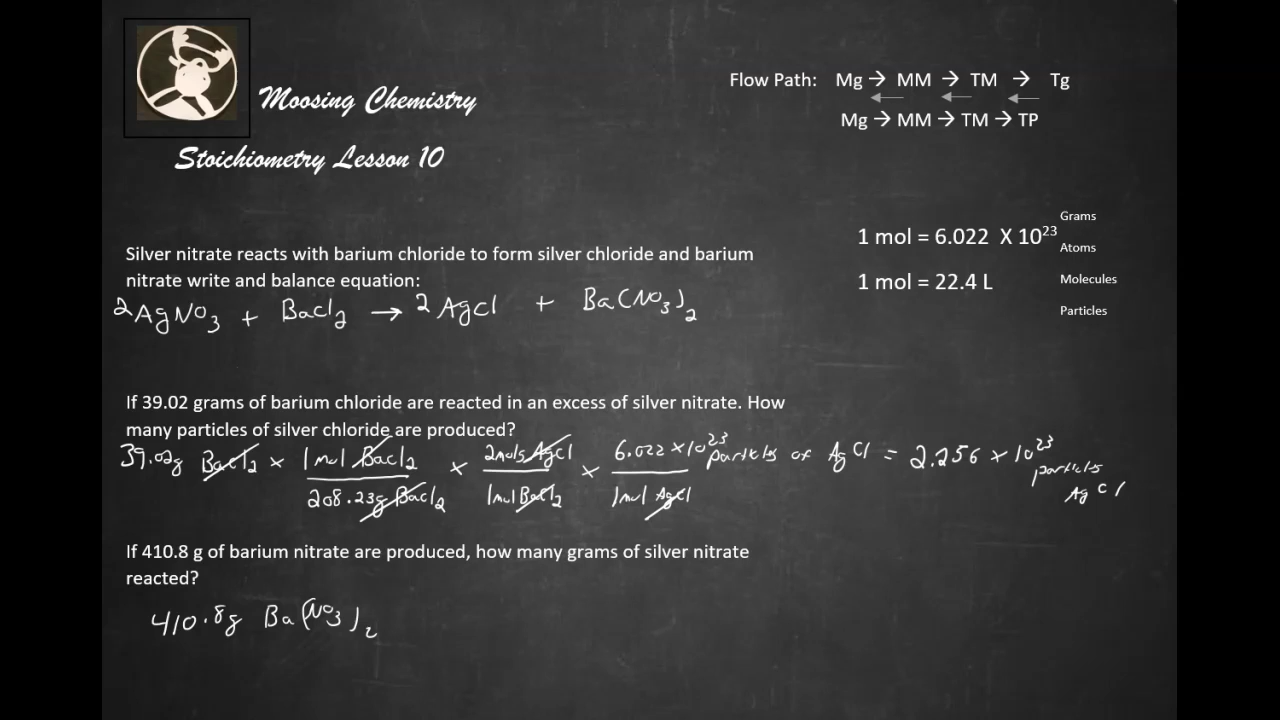 Moosing Chemistry
Stoichiometry Lesson 10
Flow Path: Mg → MM → TM → Tg
← ← ←
Mg → MM → TM → TP
1 mol = 6.022 X 10²³
1 mol = 22.4 L
Grams
Atoms
Molecules
Particles
Silver nitrate reacts with barium chloride to form silver chloride and barium
nitrate write and balance equation:
2AgNO₃ + BaCl₂ → 2AgCl + Ba(NO₃)₂
If 39.02 grams of barium chloride are reacted in an excess of silver nitrate. How
many particles of silver chloride are produced?
39.02g BaCl₂ × 1mol BaCl₂ / 208.23g BaCl₂ × 2mols AgCl / 1mol BaCl₂ × 6.022 × 10²³ particles of AgCl / 1mol AgCl = 2.256 × 10²³ particles AgCl
If 410.8 g of barium nitrate are produced, how many grams of silver nitrate
reacted?
410.8g Ba(NO₃)₂